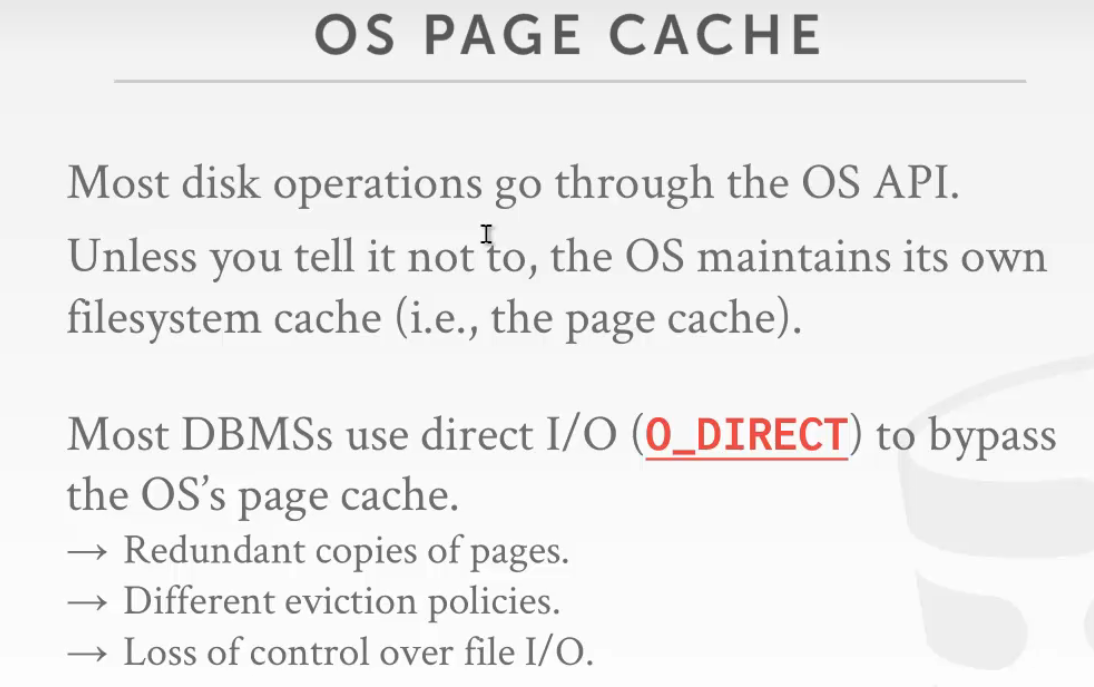 OS PAGE CACHE
Most disk operations go through the OS API.
Unless you tell it not to, the OS maintains its own
filesystem cache (i.e., the page cache).
Most DBMSs use direct I/O (O_DIRECT) to bypass
the OS’s page cache.
→ Redundant copies of pages.
→ Different eviction policies.
→ Loss of control over file I/O.